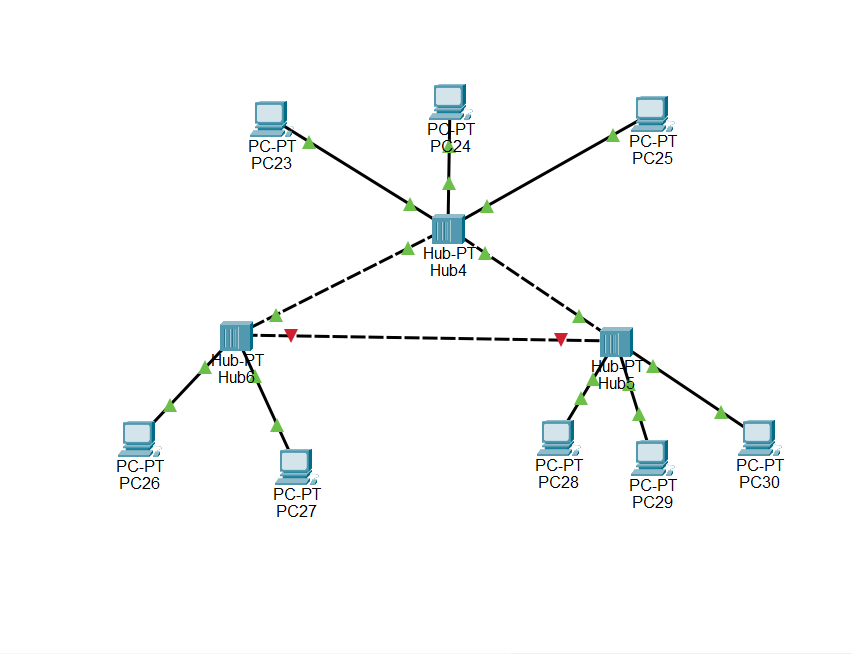 PC-PT
PC24
PC-PT
PC23
PC-PT
PC25
Hub-PT
Hub4
Hub-PT
Hub6
Hub-PT
Hub5
PC-PT
PC26
PC-PT
PC27
PC-PT
PC28
PC-PT
PC29
PC-PT
PC30